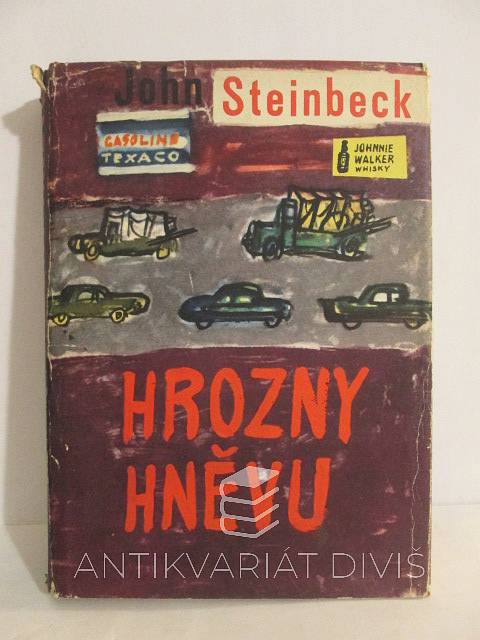 John Steinbeck
GASOLINE
TEXACO
JOHNNIE
WALKER
WHISKY
HROZNY
HNĚVU
ANTIKVARIÁT DIVIŠ